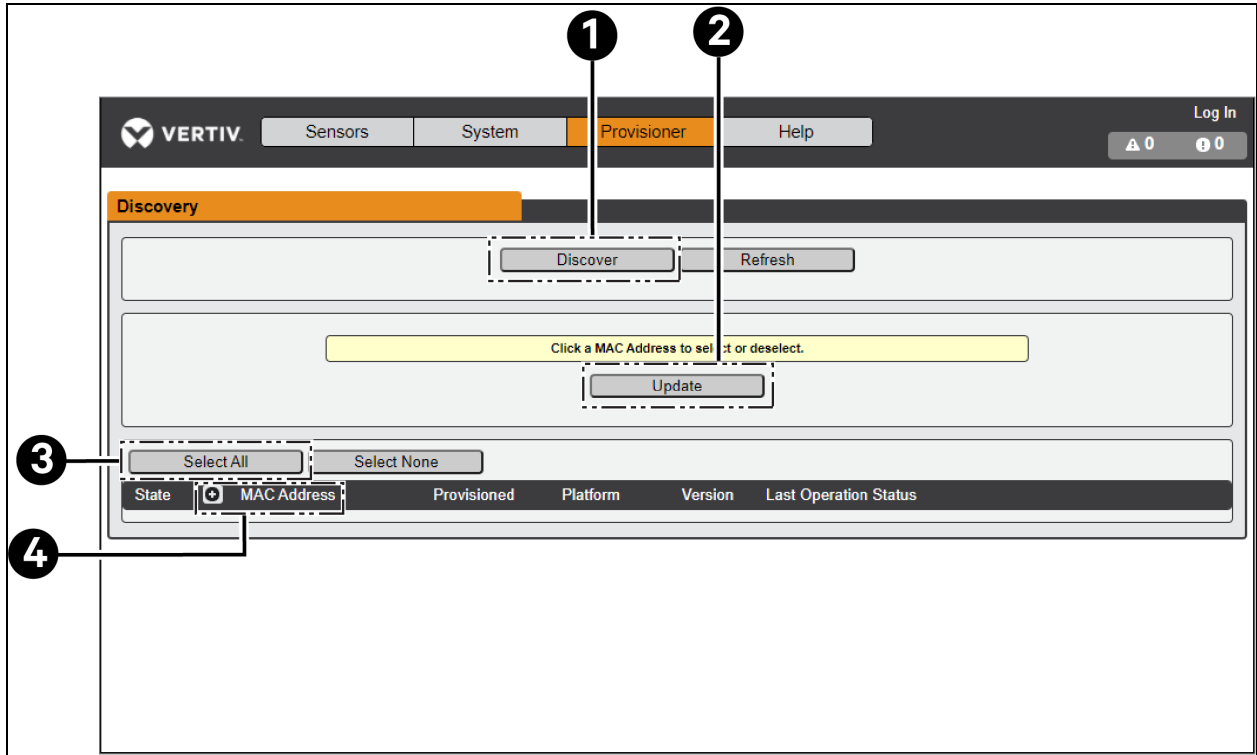 1 2
Log In
VERTIV. Sensors System Provisioner Help
0 0
Discovery
Discover Refresh
Click a MAC Address to select or deselect.
Update
3
Select All Select None
State MAC Address Provisioned Platform Version Last Operation Status
4